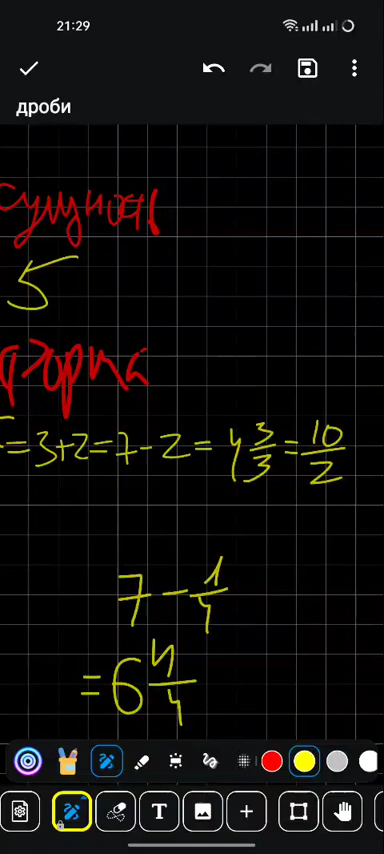 21:29
дроби
сущность
5
форма
= 3+2 = 7 - 2 = 4 3/3 = 10/2
7 - 1/4
= 6 4/4
T